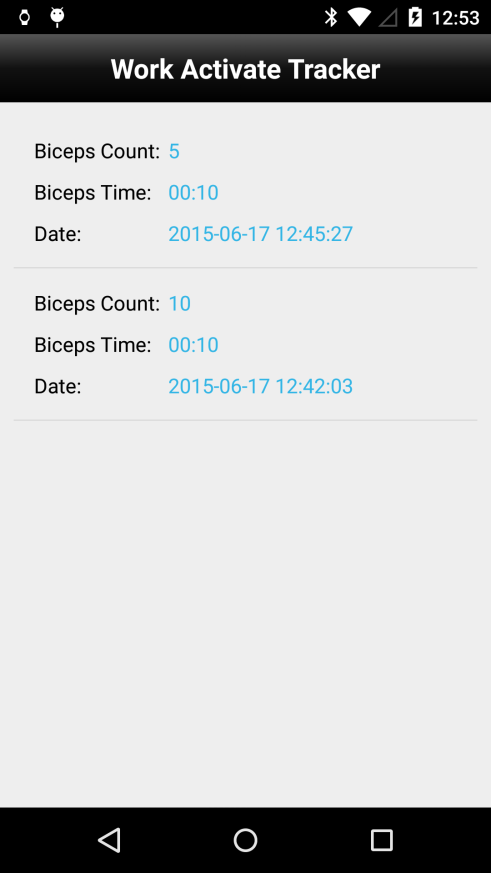 12:53
Work Activate Tracker
Biceps Count: 5
Biceps Time: 00:10
Date: 2015-06-17 12:45:27
Biceps Count: 10
Biceps Time: 00:10
Date: 2015-06-17 12:42:03